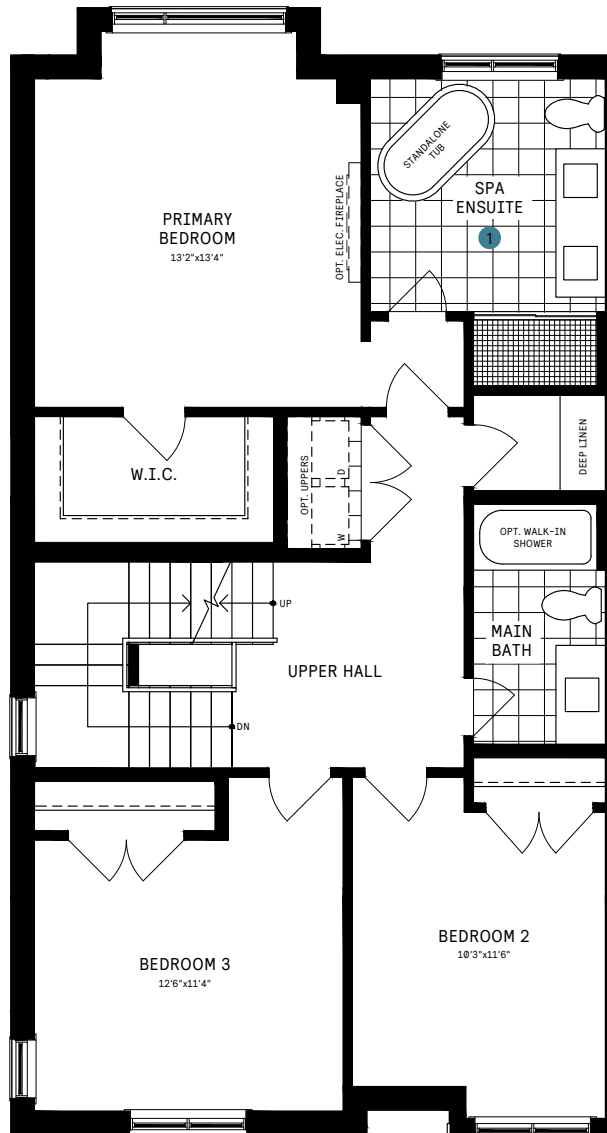 STANDALONE
TUB
SPA
ENSUITE
1
PRIMARY
BEDROOM
13'2"x13'4"
OPT. ELEC. FIREPLACE
W.I.C.
OPT. UPPERS
D
W
DEEP LINEN
OPT. WALK-IN
SHOWER
UP
MAIN
BATH
UPPER HALL
DN
BEDROOM 2
10'3"x11'6"
BEDROOM 3
12'6"x11'4"